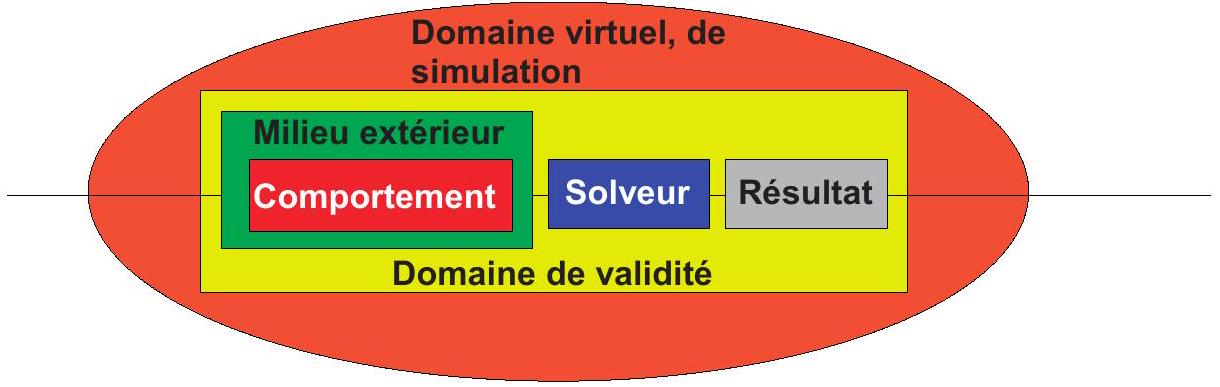 Domaine virtuel, de
simulation
Milieu extérieur
Comportement
Solveur
Résultat
Domaine de validité